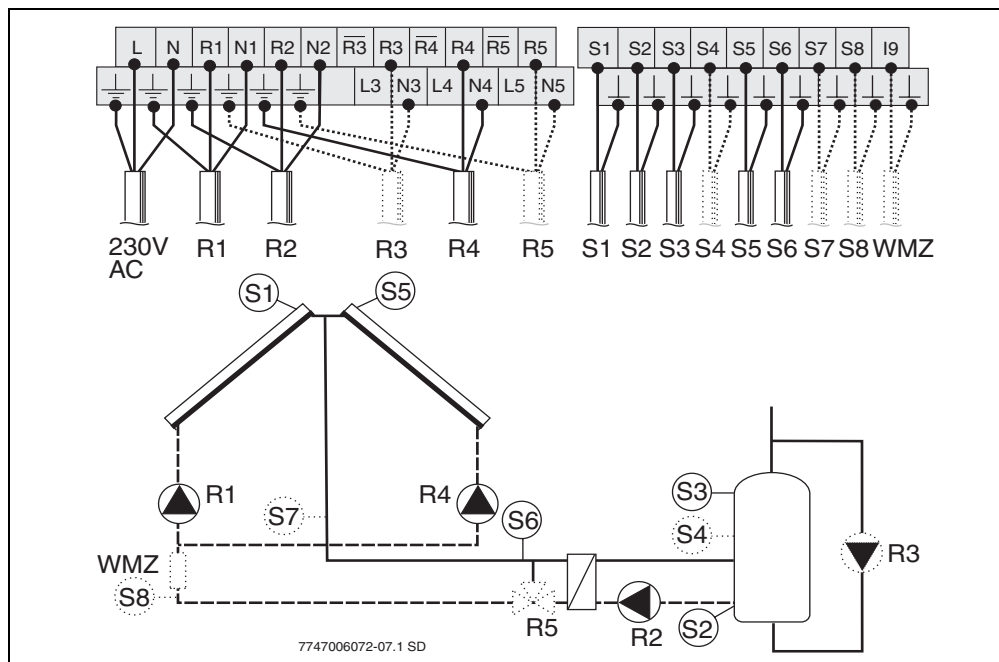 L N R1 N1 R2 N2 R̅3̅ R3 R̅4̅ R4 R̅5̅ R5 S1 S2 S3 S4 S5 S6 S7 S8 I9
L3 N3 L4 N4 L5 N5
230V AC R1 R2 R3 R4 R5 S1 S2 S3 S4 S5 S6 S7 S8 WMZ
S1 S5
R1 R4
S7 S6 S3
S4
WMZ R3
S8
R5 R2 S2
7747006072-07.1 SD